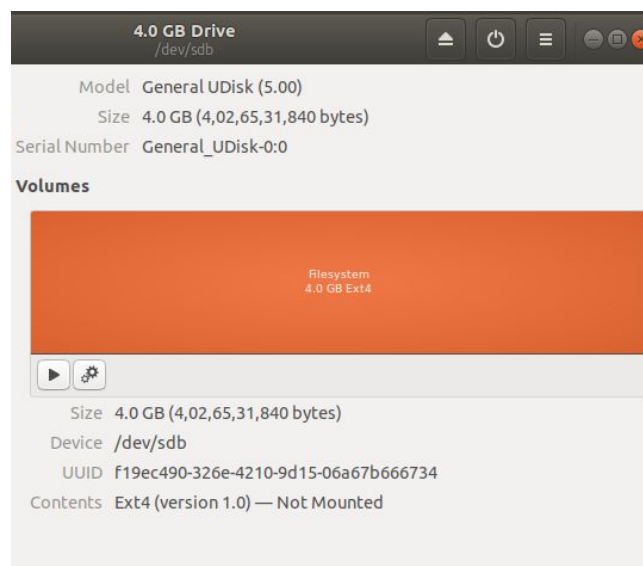 4.0 GB Drive
/dev/sdb
Model General UDisk (5.00)
Size 4.0 GB (4,02,65,31,840 bytes)
Serial Number General_UDisk-0:0
Volumes
Filesystem
4.0 GB Ext4
Size 4.0 GB (4,02,65,31,840 bytes)
Device /dev/sdb
UUID f19ec490-326e-4210-9d15-06a67b666734
Contents Ext4 (version 1.0) — Not Mounted